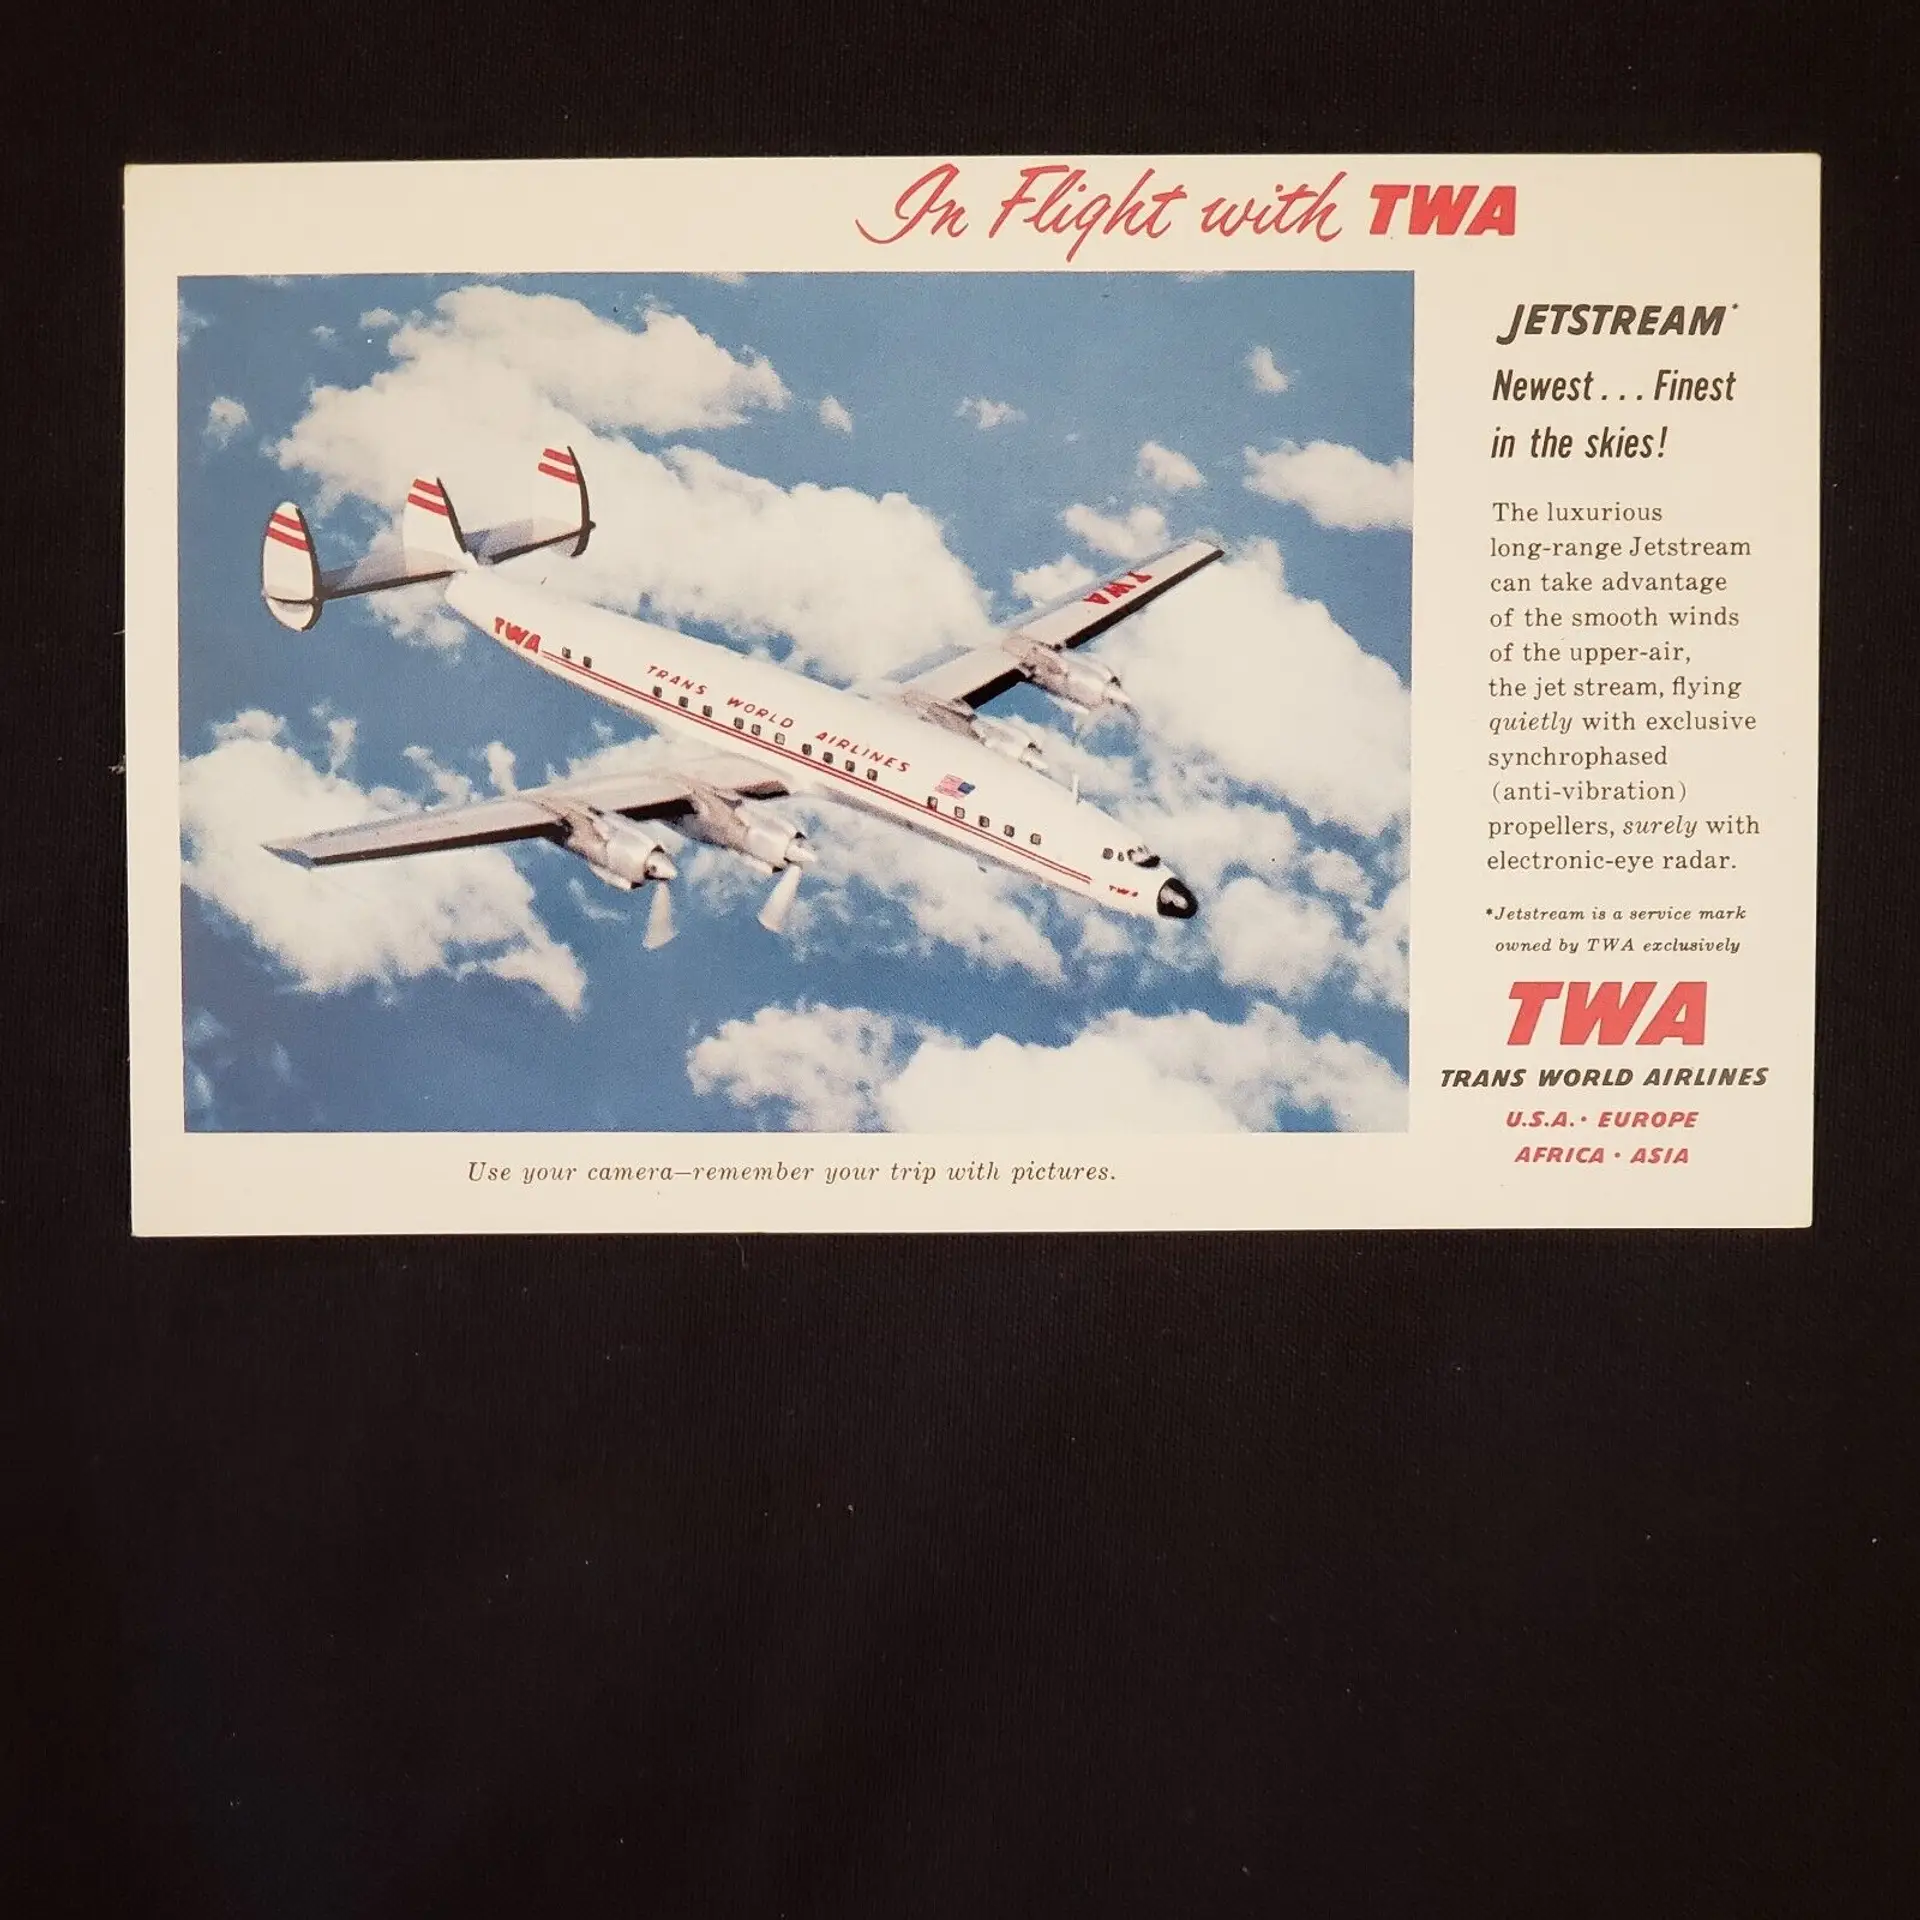 In Flight with TWA
TWA
TWA
TRANS WORLD AIRLINES
TWA
Use your camera—remember your trip with pictures.
JETSTREAM*
Newest... Finest
in the skies!
The luxurious
long-range Jetstream
can take advantage
of the smooth winds
of the upper-air,
the jet stream, flying
quietly with exclusive
synchrophased
(anti-vibration)
propellers, surely with
electronic-eye radar.
*Jetstream is a service mark
owned by TWA exclusively
TWA
TRANS WORLD AIRLINES
U.S.A. • EUROPE
AFRICA • ASIA